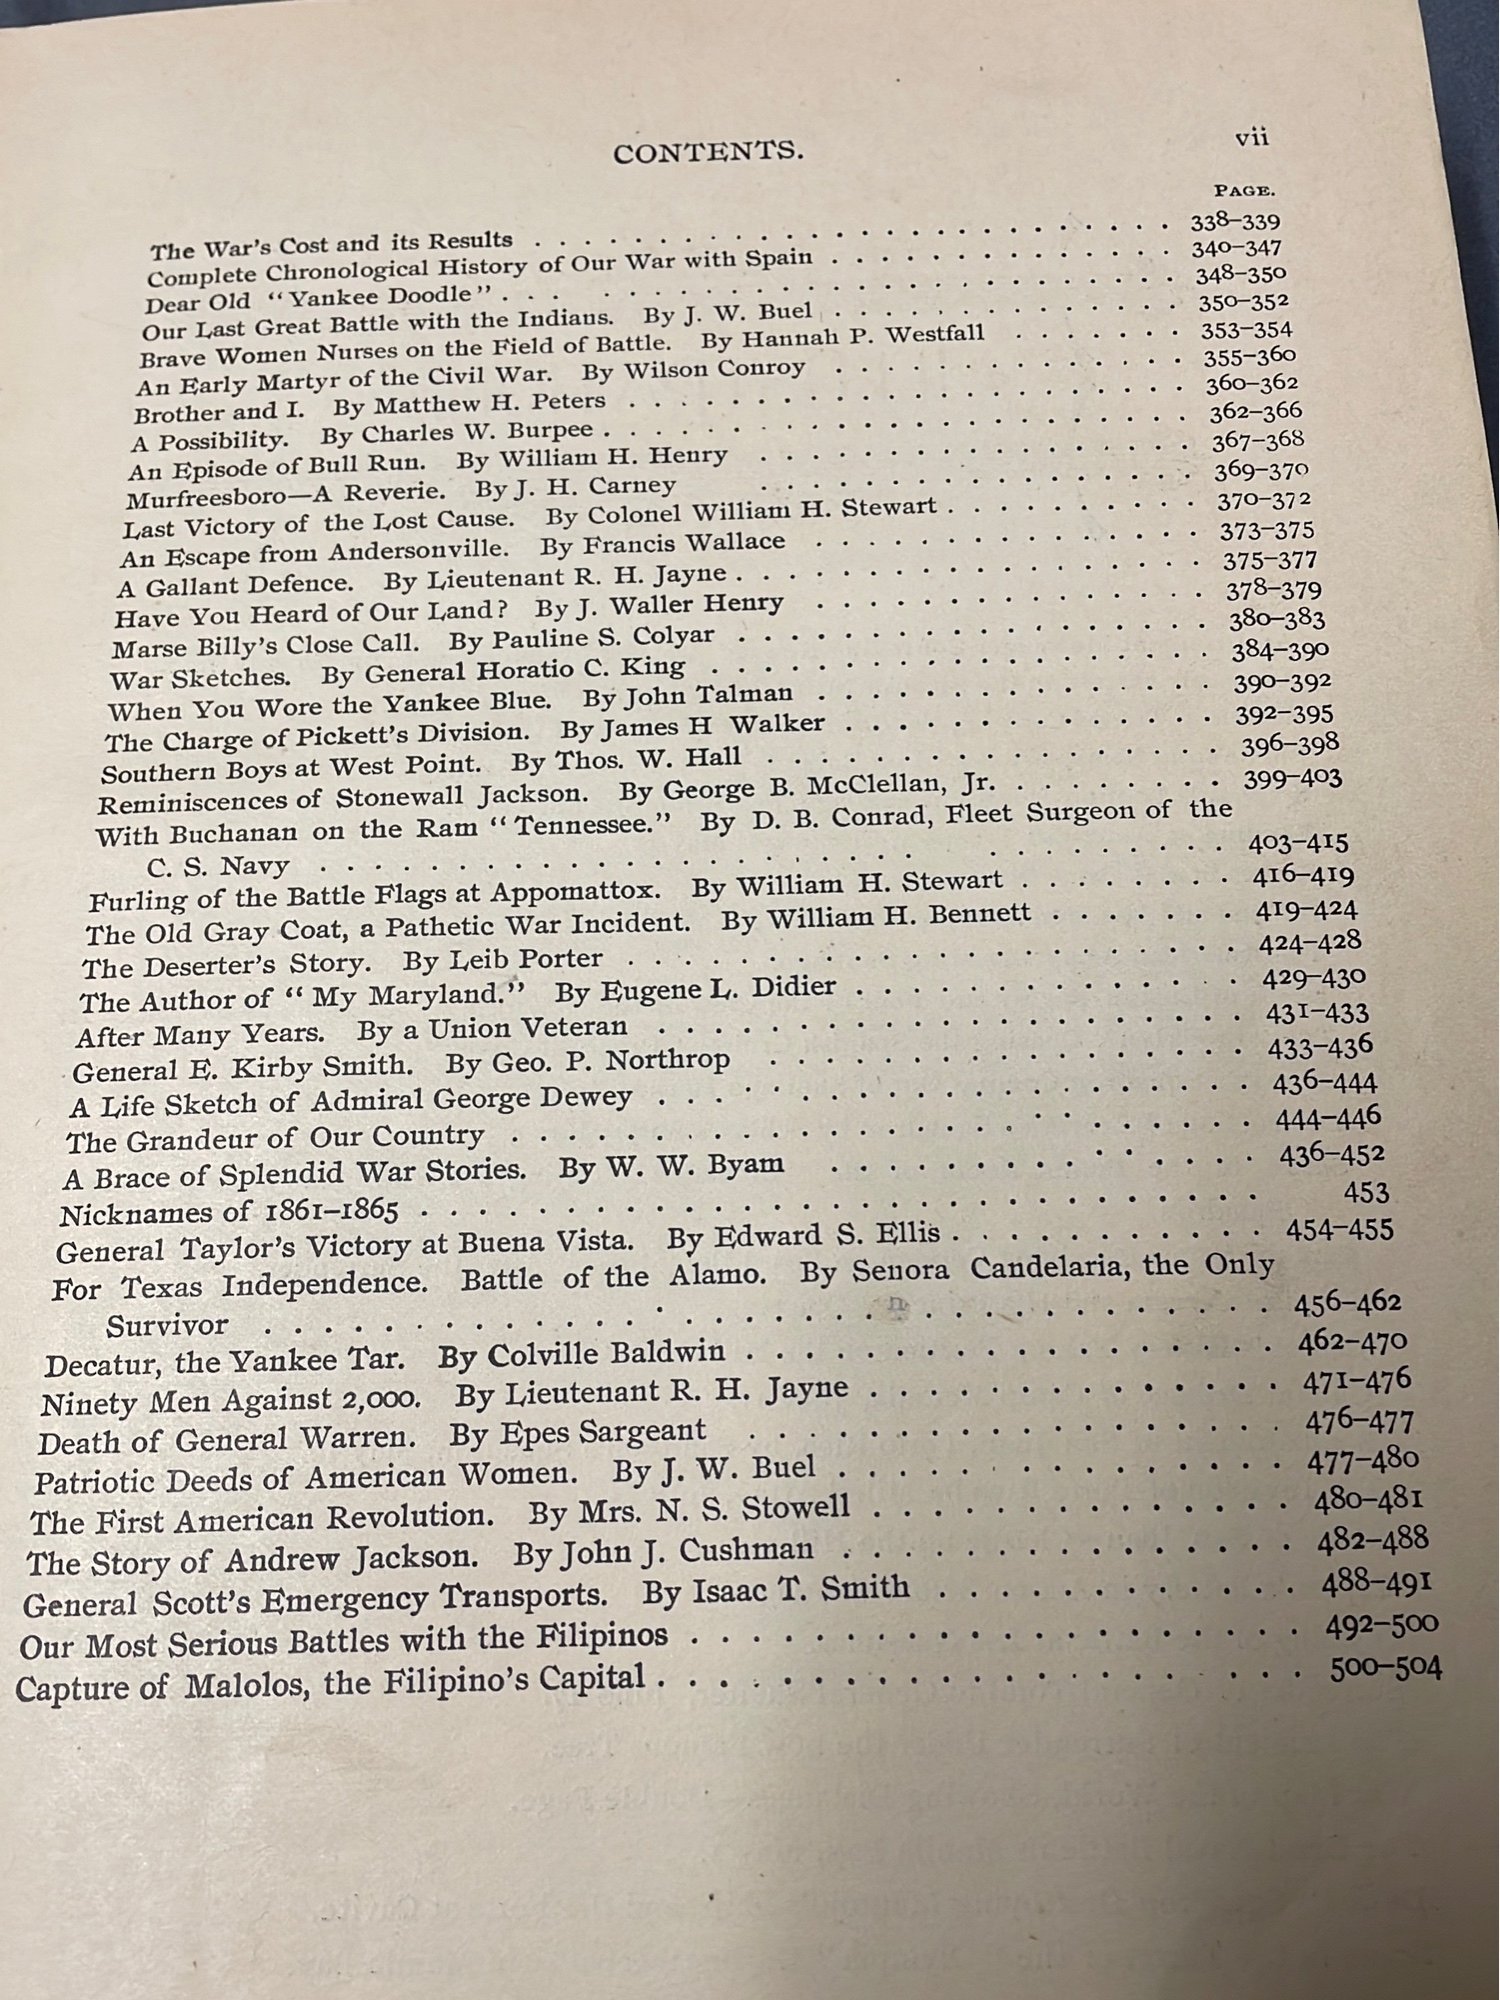 CONTENTS. vii
PAGE.
The War's Cost and its Results . . . . . . . . . . . . . . . . . . . . . . 338–339
Complete Chronological History of Our War with Spain . . . . . . . . . . . . . 340–347
Dear Old “Yankee Doodle” . . . . . . . . . . . . . . . . . . . . . . 348–350
Our Last Great Battle with the Indians. By J. W. Buel . . . . . . . . . . . . . 350–352
Brave Women Nurses on the Field of Battle. By Hannah P. Westfall . . . . . . . 353–354
An Early Martyr of the Civil War. By Wilson Conroy . . . . . . . . . . . . . 355–360
Brother and I. By Matthew H. Peters . . . . . . . . . . . . . . . . . . . 360–362
A Possibility. By Charles W. Burpee . . . . . . . . . . . . . . . . . . . . 362–366
An Episode of Bull Run. By William H. Henry . . . . . . . . . . . . . . . 367–368
Murfreesboro—A Reverie. By J. H. Carney . . . . . . . . . . . . . . . 369–370
Last Victory of the Lost Cause. By Colonel William H. Stewart . . . . . . . . . 370–372
An Escape from Andersonville. By Francis Wallace . . . . . . . . . . . . . . 373–375
A Gallant Defence. By Lieutenant R. H. Jayne . . . . . . . . . . . . . . . . 375–377
Have You Heard of Our Land? By J. Waller Henry . . . . . . . . . . . . . . 378–379
Marse Billy's Close Call. By Pauline S. Colyar . . . . . . . . . . . . . . . . 380–383
War Sketches. By General Horatio C. King . . . . . . . . . . . . . . . . . 384–390
When You Wore the Yankee Blue. By John Talman . . . . . . . . . . . . . . 390–392
The Charge of Pickett's Division. By James H Walker . . . . . . . . . . . . . 392–395
Southern Boys at West Point. By Thos. W. Hall . . . . . . . . . . . . . . . 396–398
Reminiscences of Stonewall Jackson. By George B. McClellan, Jr. . . . . . . . . 399–403
With Buchanan on the Ram “Tennessee.” By D. B. Conrad, Fleet Surgeon of the
C. S. Navy . . . . . . . . . . . . . . . . . . . . . . . . . . . . . . 403–415
Furling of the Battle Flags at Appomattox. By William H. Stewart . . . . . . . . 416–419
The Old Gray Coat, a Pathetic War Incident. By William H. Bennett . . . . . . . 419–424
The Deserter's Story. By Leib Porter . . . . . . . . . . . . . . . . . . . . 424–428
The Author of “My Maryland.” By Eugene L. Didier . . . . . . . . . . . . . . 429–430
After Many Years. By a Union Veteran . . . . . . . . . . . . . . . . . . . . 431–433
General E. Kirby Smith. By Geo. P. Northrop . . . . . . . . . . . . . . . . . 433–436
A Life Sketch of Admiral George Dewey . . . . . . . . . . . . . . . . . . . . 436–444
The Grandeur of Our Country . . . . . . . . . . . . . . . . . . . . . . . . . 444–446
A Brace of Splendid War Stories. By W. W. Byam . . . . . . . . . . . . . . . 436–452
Nicknames of 1861–1865 . . . . . . . . . . . . . . . . . . . . . . . . . . . . 453
General Taylor's Victory at Buena Vista. By Edward S. Ellis . . . . . . . . . . . 454–455
For Texas Independence. Battle of the Alamo. By Senora Candelaria, the Only
Survivor . . . . . . . . . . . . . . . . . . . . . . . . . . . . . . . . . 456–462
Decatur, the Yankee Tar. By Colville Baldwin . . . . . . . . . . . . . . . . . 462–470
Ninety Men Against 2,000. By Lieutenant R. H. Jayne . . . . . . . . . . . . . 471–476
Death of General Warren. By Epes Sargeant . . . . . . . . . . . . . . . . . 476–477
Patriotic Deeds of American Women. By J. W. Buel . . . . . . . . . . . . . . 477–480
The First American Revolution. By Mrs. N. S. Stowell . . . . . . . . . . . . . 480–481
The Story of Andrew Jackson. By John J. Cushman . . . . . . . . . . . . . . 482–488
General Scott's Emergency Transports. By Isaac T. Smith . . . . . . . . . . . 488–491
Our Most Serious Battles with the Filipinos . . . . . . . . . . . . . . . . . . . 492–500
Capture of Malolos, the Filipino's Capital . . . . . . . . . . . . . . . . . . . . 500–504